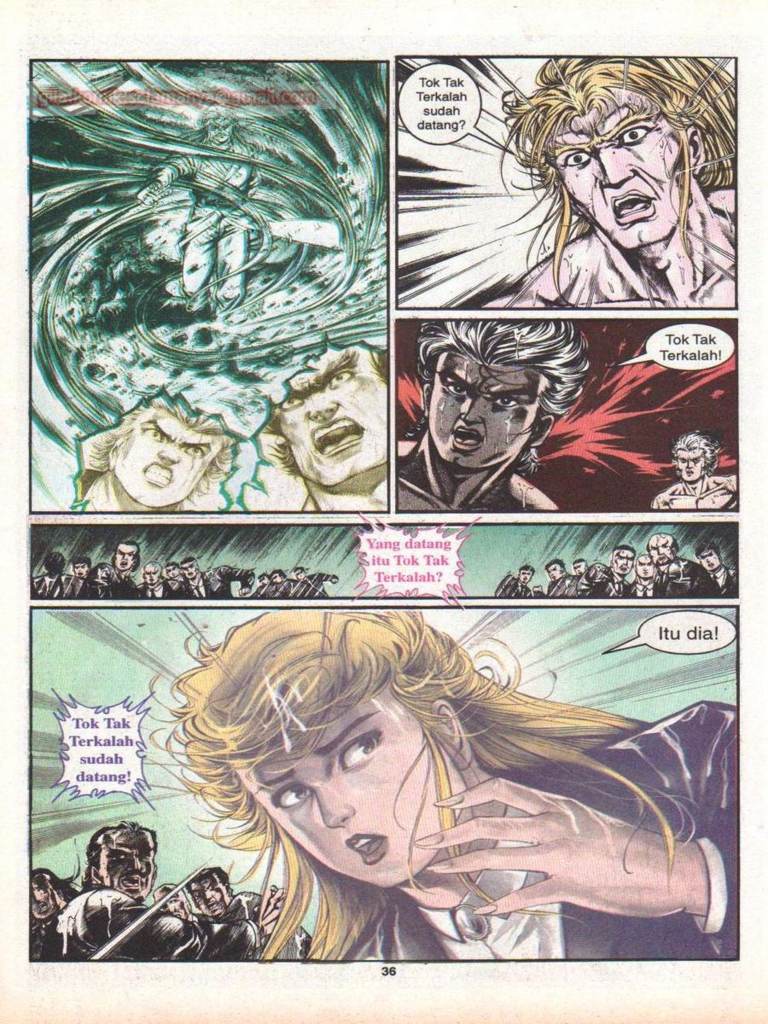 Tok Tak
Terkalah
sudah
datang?
Tok Tak
Terkalah!
Yang datang
itu Tok Tak
Terkalah?
Itu dia!
Tok Tak
Terkalah
sudah
datang!
36